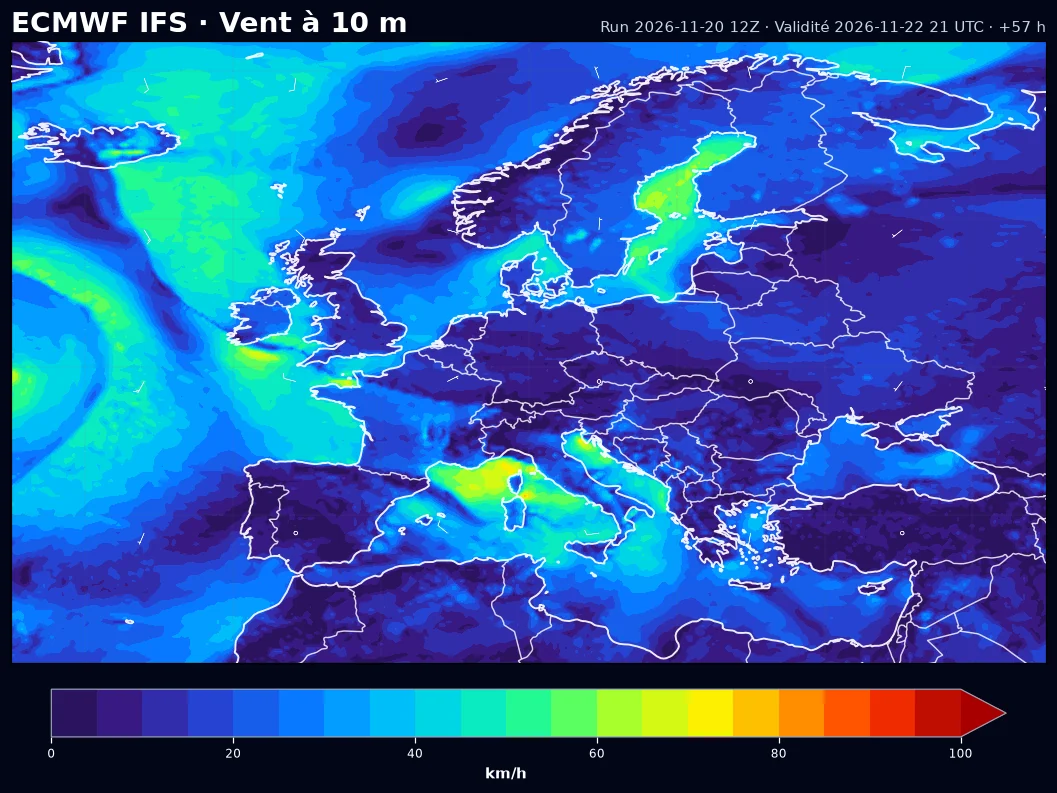 ECMWF IFS · Vent à 10 m
Run 2026-11-20 12Z · Validité 2026-11-22 21 UTC · +57 h
0 20 40 60 80 100
km/h